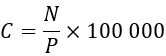 C = N/P × 100 000